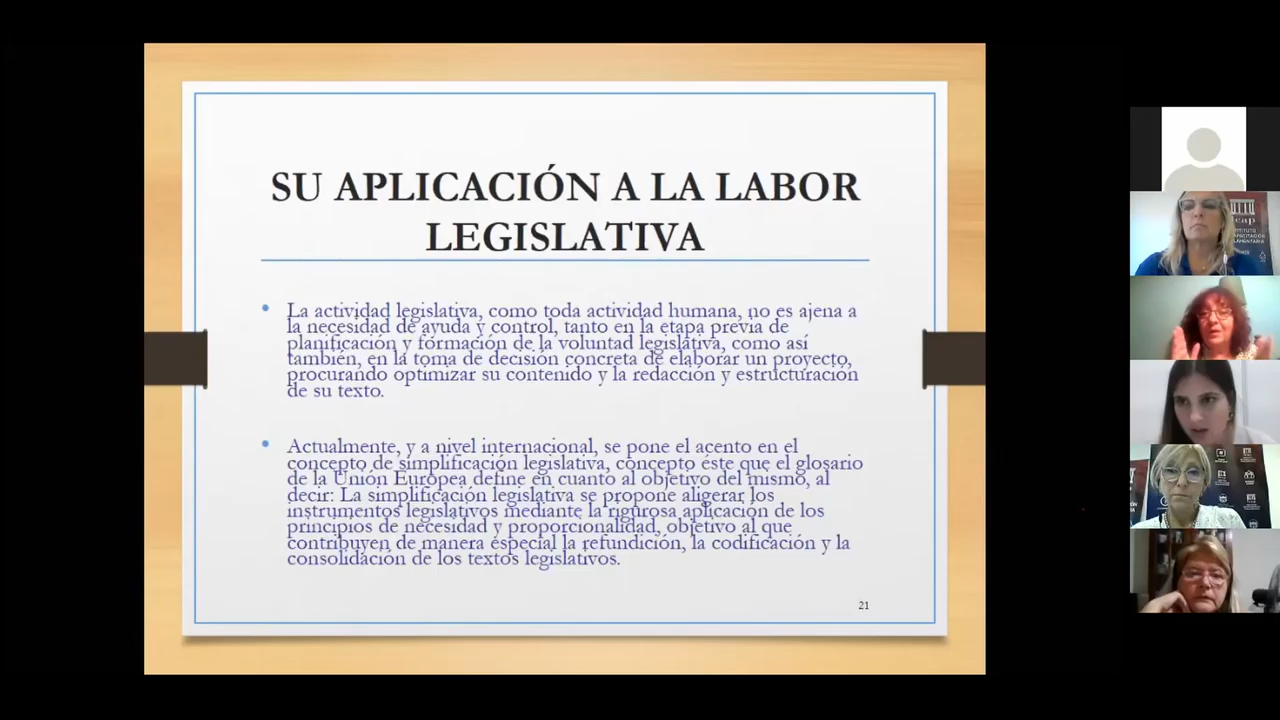 SU APLICACIÓN A LA LABOR
LEGISLATIVA
La actividad legislativa, como toda actividad humana, no es ajena a
la necesidad de ayuda y control, tanto en la etapa previa de
planificación y formación de la voluntad legislativa, como así
también, en la toma de decisión concreta de elaborar un proyecto,
procurando optimizar su contenido y la redacción y estructuración
de su texto.
Actualmente, y a nivel internacional, se pone el acento en el
concepto de simplificación legislativa, concepto éste que el glosario
de la Unión Europea define en cuanto al objetivo del mismo, al
decir: La simplificación legislativa se propone aligerar los
instrumentos legislativos mediante la rigurosa aplicación de los
principios de necesidad y proporcionalidad, objetivo al que
contribuyen de manera especial la refundición, la codificación y la
consolidación de los textos legislativos.
21